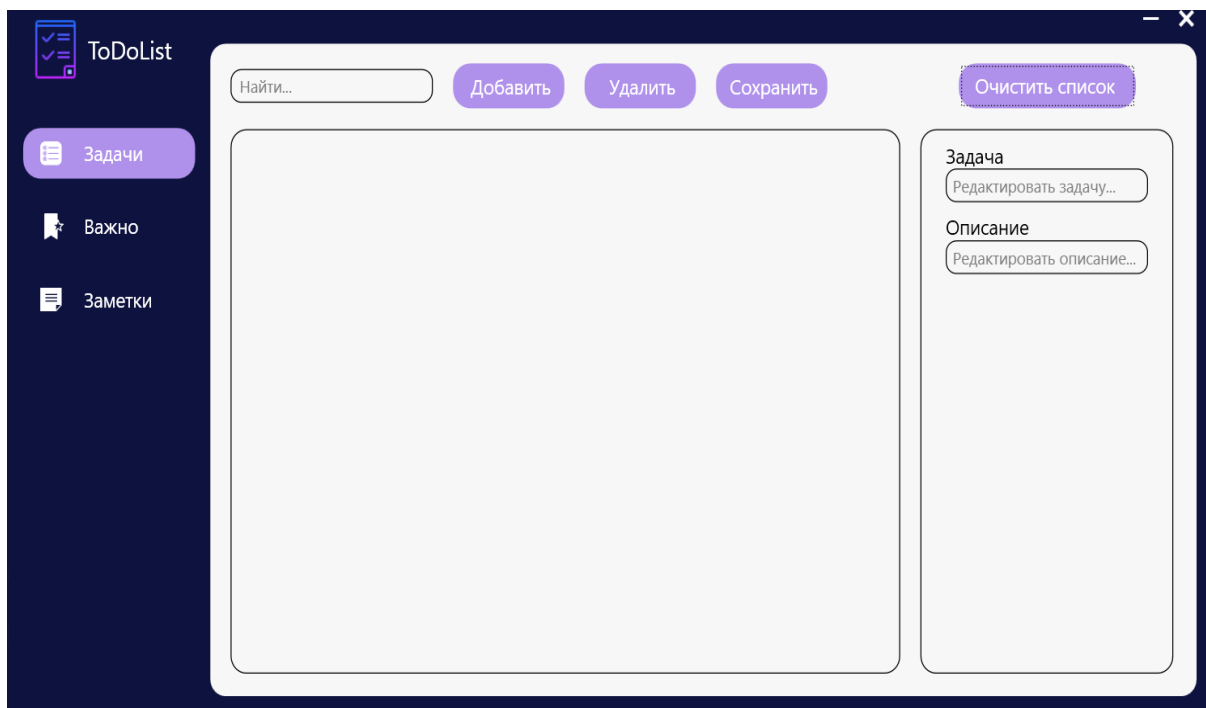 ToDoList
Найти...
Добавить
Удалить
Сохранить
Очистить список
Задачи
Важно
Заметки
Задача
Редактировать задачу...
Описание
Редактировать описание...